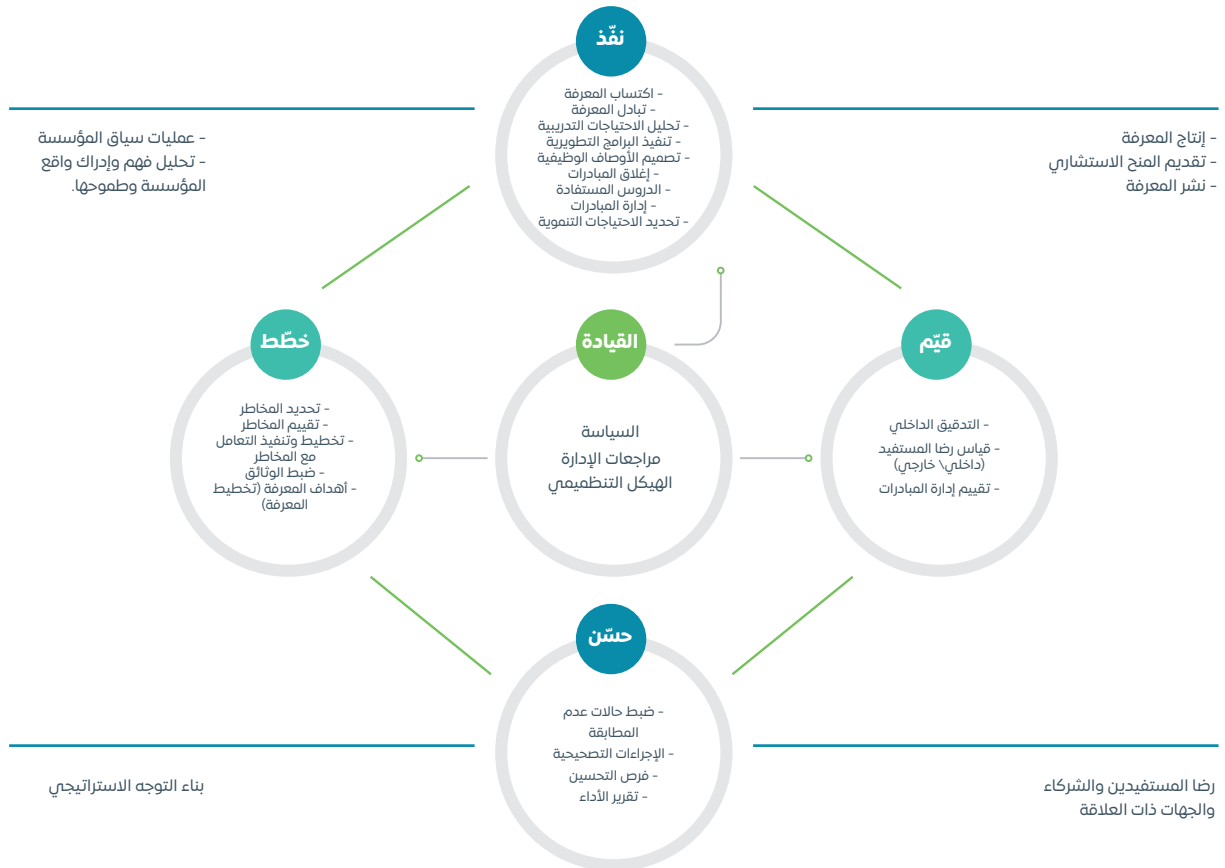 نفّذ
- اكتساب المعرفة
- تبادل المعرفة
- تحليل الاحتياجات التدريبية
- تنفيذ البرامج التطويرية
- تصميم الأوصاف الوظيفية
- إغلاق المبادرات
- الدروس المستفادة
- إدارة المبادرات
- تحديد الاحتياجات التنموية
- إنتاج المعرفة
- تقديم المنح الاستشاري
- نشر المعرفة
- عمليات سياق المؤسسة
- تحليل فهم وإدراك واقع
المؤسسة وطموحها.
قيّم
- التدقيق الداخلي
- قياس رضا المستفيد
(داخلي\ خارجي)
- تقييم إدارة المبادرات
القيادة
السياسة
مراجعات الإدارة
الهيكل التنظميمي
خطّط
- تحديد المخاطر
- تقييم المخاطر
- تخطيط وتنفيذ التعامل
مع المخاطر
- ضبط الوثائق
- أهداف المعرفة (تخطيط
المعرفة)
حسّن
- ضبط حالات عدم
المطابقة
- الإجراءات التصحيحية
- فرص التحسين
- تقرير الأداء
رضا المستفيدين والشركاء
والجهات ذات العلاقة
بناء التوجه الاستراتيجي